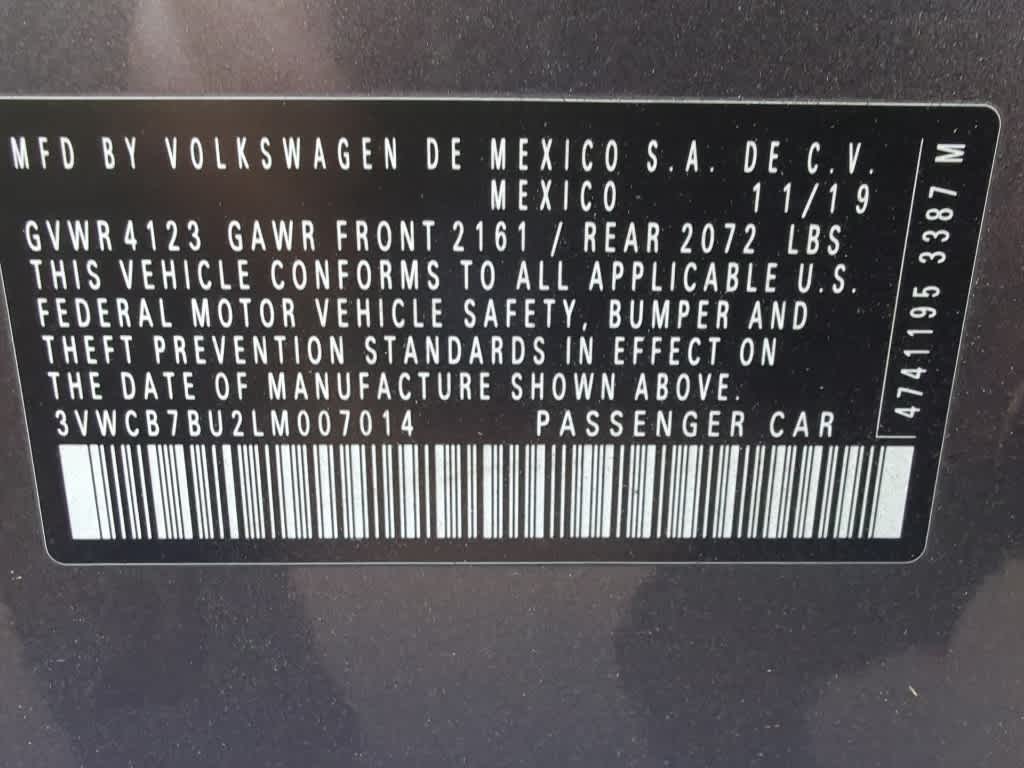 MFD BY VOLKSWAGEN DE MEXICO S.A. DE C.V.
MEXICO 11/19
GVWR 4123 GAWR FRONT 2161 / REAR 2072 LBS
THIS VEHICLE CONFORMS TO ALL APPLICABLE U.S.
FEDERAL MOTOR VEHICLE SAFETY, BUMPER AND
THEFT PREVENTION STANDARDS IN EFFECT ON
THE DATE OF MANUFACTURE SHOWN ABOVE.
3VWCB7BU2LM007014 PASSENGER CAR
4741195 3387 M